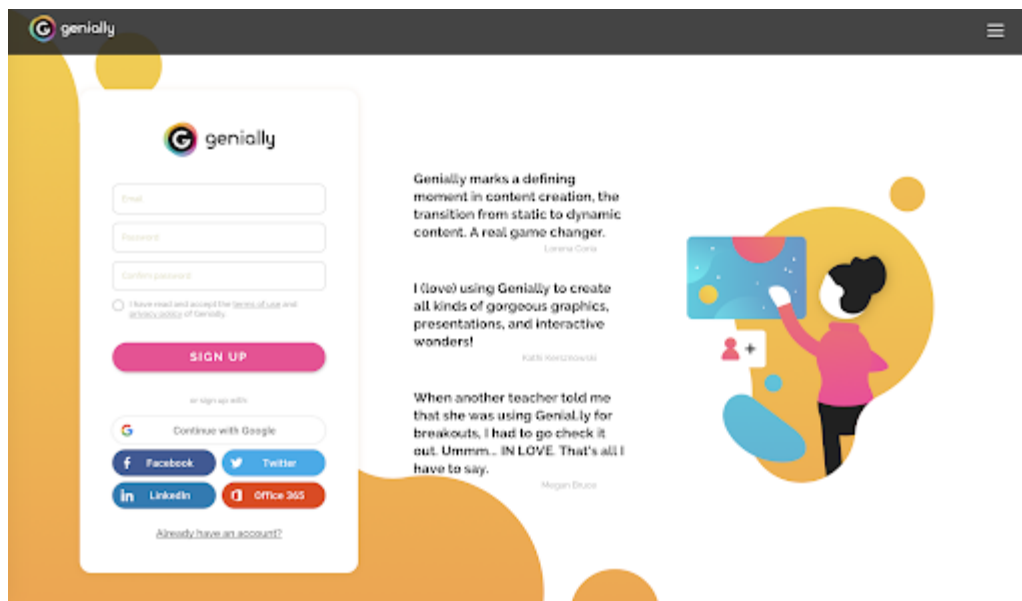 genially
genially
Email
Password
Confirm password
I have read and accept the terms of use and
privacy policy of Genially.
SIGN UP
or sign up with
Continue with Google
Facebook
Twitter
LinkedIn
Office 365
Already have an account?
Genially marks a defining
moment in content creation, the
transition from static to dynamic
content. A real game changer.
Lorena Coria
I (love) using Genially to create
all kinds of gorgeous graphics,
presentations, and interactive
wonders!
Katti
When another teacher told me
that she was using Genial.ly for
breakouts, I had to go check it
out. Ummm... IN LOVE. That's all I
have to say.
Megan Bruce